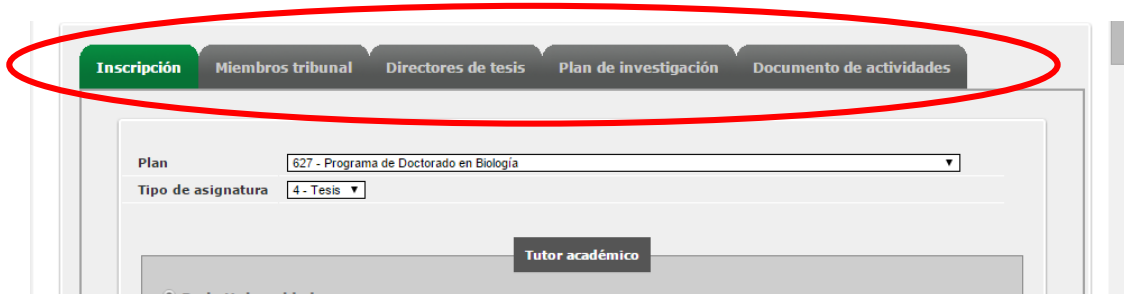 Inscripción Miembros tribunal Directores de tesis Plan de investigación Documento de actividades
Plan 627 - Programa de Doctorado en Biología
Tipo de asignatura 4 - Tesis
Tutor académico